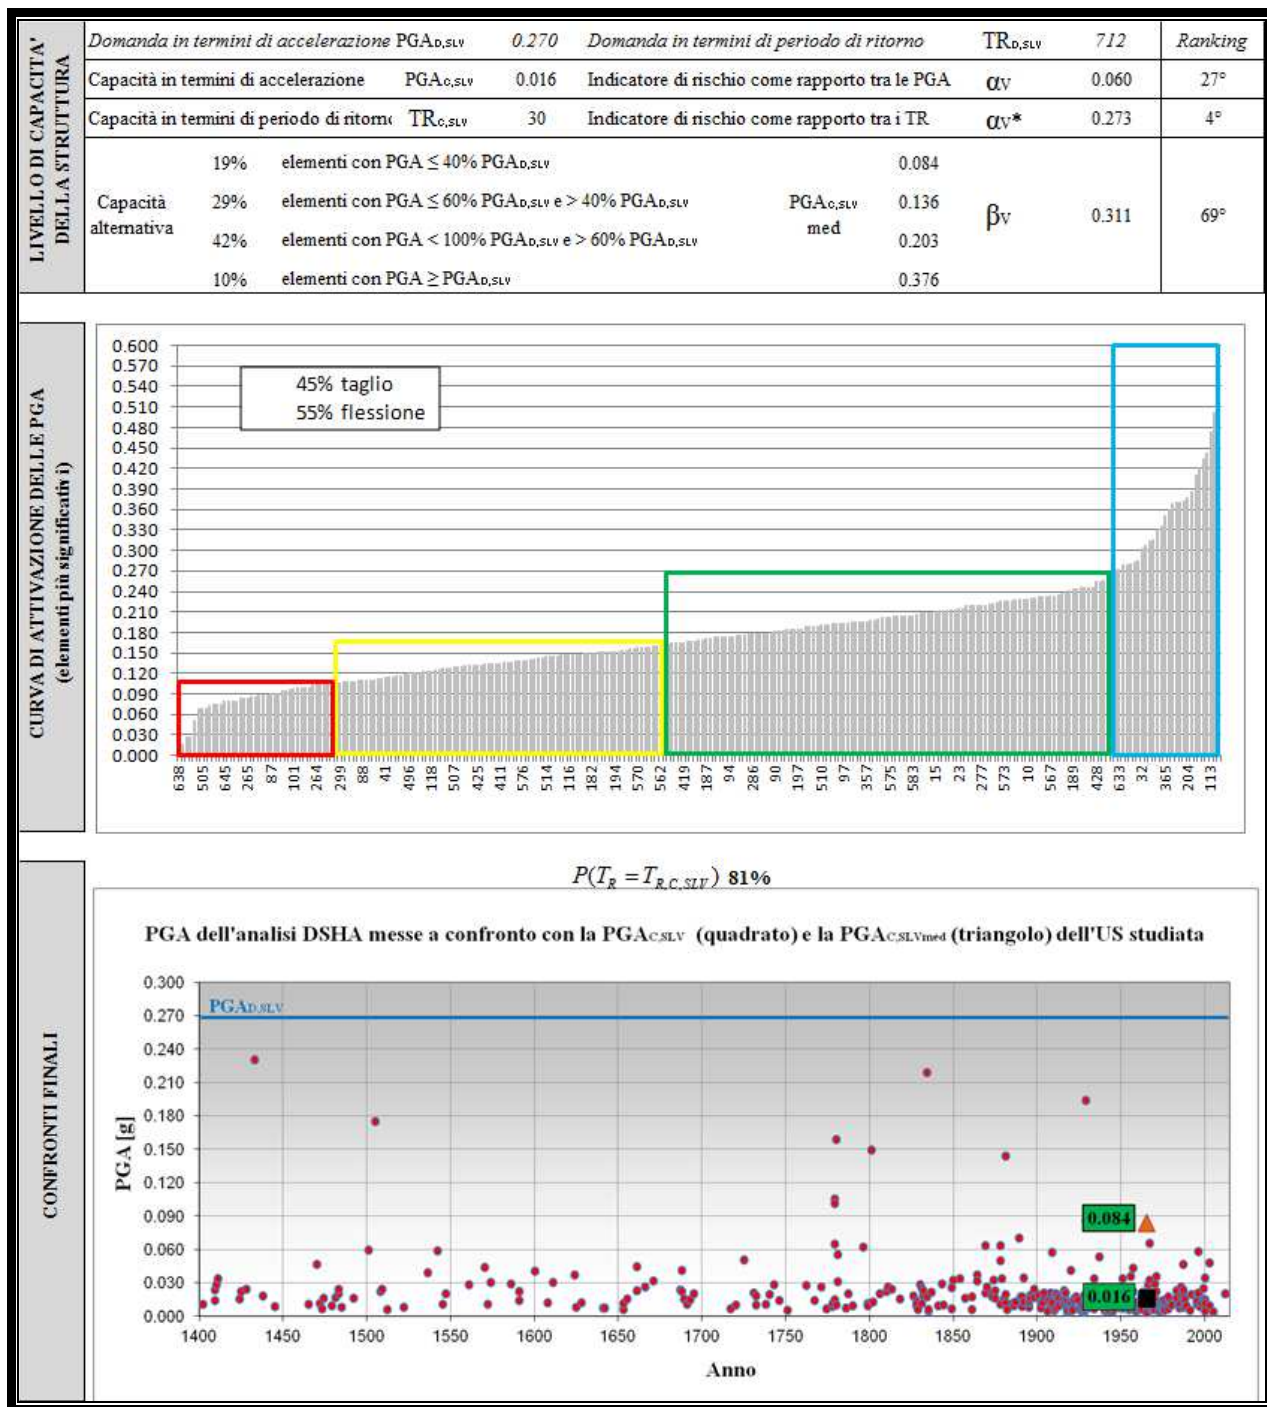 LIVELLO DI CAPACITA' DELLA STRUTTURA
Domanda in termini di accelerazione PGAD,SLV 0.270 Domanda in termini di periodo di ritorno TRD,SLV 712 Ranking
Capacità in termini di accelerazione PGAC,SLV 0.016 Indicatore di rischio come rapporto tra le PGA αV 0.060 27°
Capacità in termini di periodo di ritorno TRC,SLV 30 Indicatore di rischio come rapporto tra i TR αV* 0.273 4°
Capacità alternativa
19% elementi con PGA ≤ 40% PGAD,SLV 0.084
29% elementi con PGA ≤ 60% PGAD,SLV e > 40% PGAD,SLV 0.136
42% elementi con PGA < 100% PGAD,SLV e > 60% PGAD,SLV 0.203
10% elementi con PGA ≥ PGAD,SLV 0.376
PGAC,SLV med
βV 0.311 69°
CURVA DI ATTIVAZIONE DELLE PGA
(elementi più significativi)
0.600
0.570
0.540
0.510
0.480
0.450
0.420
0.390
0.360
0.330
0.300
0.270
0.240
0.210
0.180
0.150
0.120
0.090
0.060
0.030
0.000
45% taglio
55% flessione
638 505 645 265 87 101 264 239 88 41 496 118 507 425 411 576 514 116 182 194 570 562 419 187 94 286 90 197 510 97 357 575 583 15 23 277 573 10 567 189 428 633 32 365 204 113
CONFRONTI FINALI
P(TR = TR,C,SLV) 81%
PGA dell'analisi DSHA messe a confronto con la PGAC,SLV (quadrato) e la PGAC,SLVmed (triangolo) dell'US studiata
PGA [g]
0.300
0.270
0.240
0.210
0.180
0.150
0.120
0.090
0.060
0.030
0.000
PGAD,SLV
0.084
0.016
1400 1450 1500 1550 1600 1650 1700 1750 1800 1850 1900 1950 2000
Anno